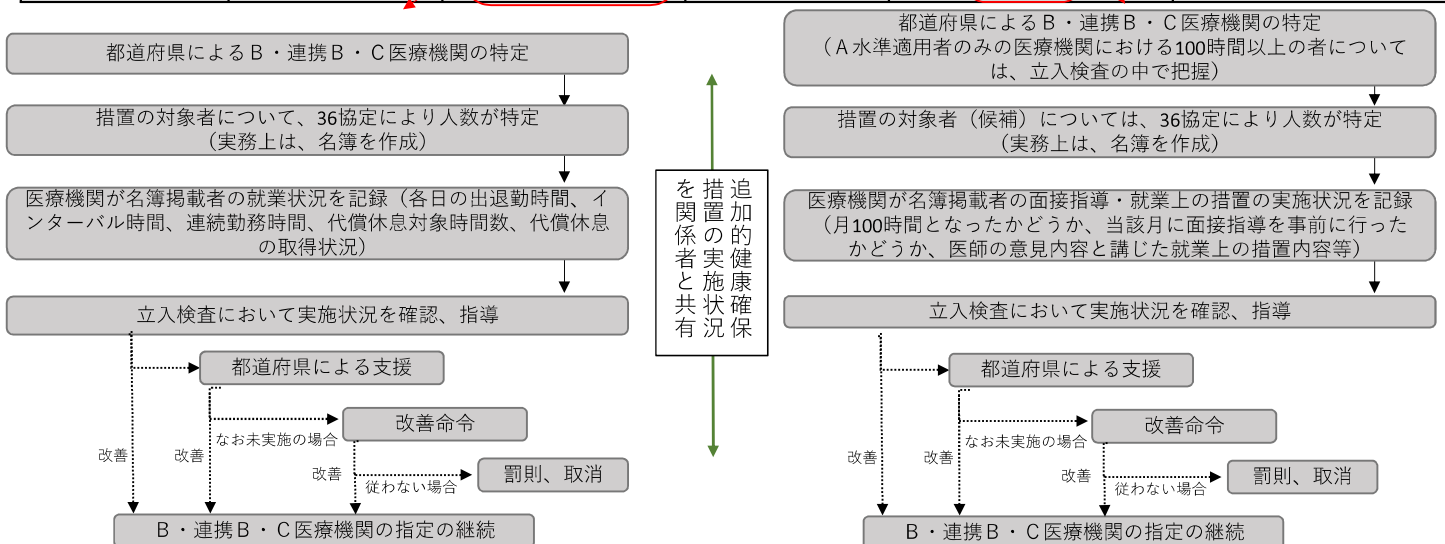 都道府県によるＢ・連携Ｂ・Ｃ医療機関の特定
措置の対象者について、36協定により人数が特定
（実務上は、名簿を作成）
医療機関が名簿掲載者の就業状況を記録（各日の出退勤時間、イ
ンターバル時間、連続勤務時間、代償休息対象時間数、代償休息
の取得状況）
立入検査において実施状況を確認、指導
都道府県による支援
改善命令
なお未実施の場合
改善
改善
改善
罰則、取消
従わない場合
Ｂ・連携Ｂ・Ｃ医療機関の指定の継続
追加的健康確保
措置の実施状況
を関係者と共有
都道府県によるＢ・連携Ｂ・Ｃ医療機関の特定
（Ａ水準適用者のみの医療機関における100時間以上の者について
は、立入検査の中で把握）
措置の対象者（候補）については、36協定により人数が特定
（実務上は、名簿を作成）
医療機関が名簿掲載者の面接指導・就業上の措置の実施状況を記録
（月100時間となったかどうか、当該月に面接指導を事前に行った
かどうか、医師の意見内容と講じた就業上の措置内容等）
立入検査において実施状況を確認、指導
都道府県による支援
改善命令
なお未実施の場合
改善
改善
改善
罰則、取消
従わない場合
Ｂ・連携Ｂ・Ｃ医療機関の指定の継続